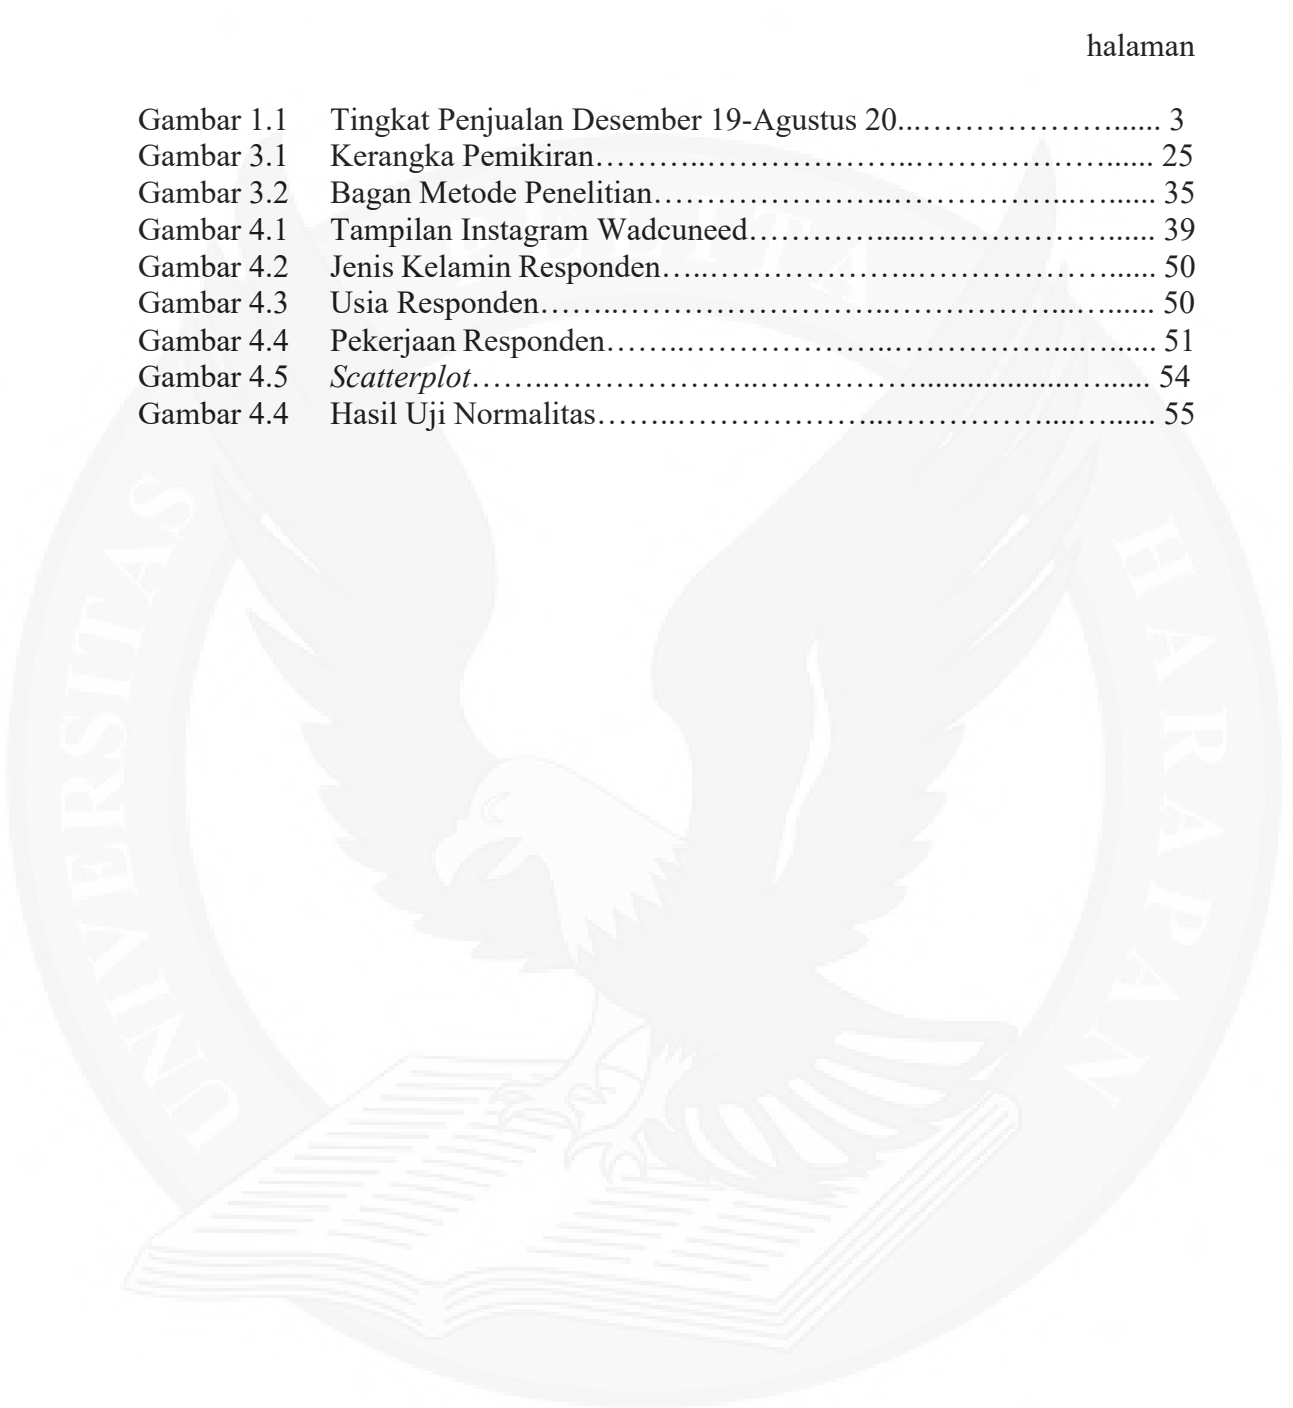 halaman
Gambar 1.1 Tingkat Penjualan Desember 19-Agustus 20...…………………...... 3
Gambar 3.1 Kerangka Pemikiran………...………………...………………...... 25
Gambar 3.2 Bagan Metode Penelitian…………………...……………...…...... 35
Gambar 4.1 Tampilan Instagram Wadcuneed…………......…………………...... 39
Gambar 4.2 Jenis Kelamin Responden…...………………...………………...... 50
Gambar 4.3 Usia Responden……...……………………...……………...…...... 50
Gambar 4.4 Pekerjaan Responden……...………………...……………...…...... 51
Gambar 4.5 Scatterplot……...………………...……………......................…...... 54
Gambar 4.4 Hasil Uji Normalitas……...………………...……………......…...... 55
UNIVERSITAS PELITA HARAPAN